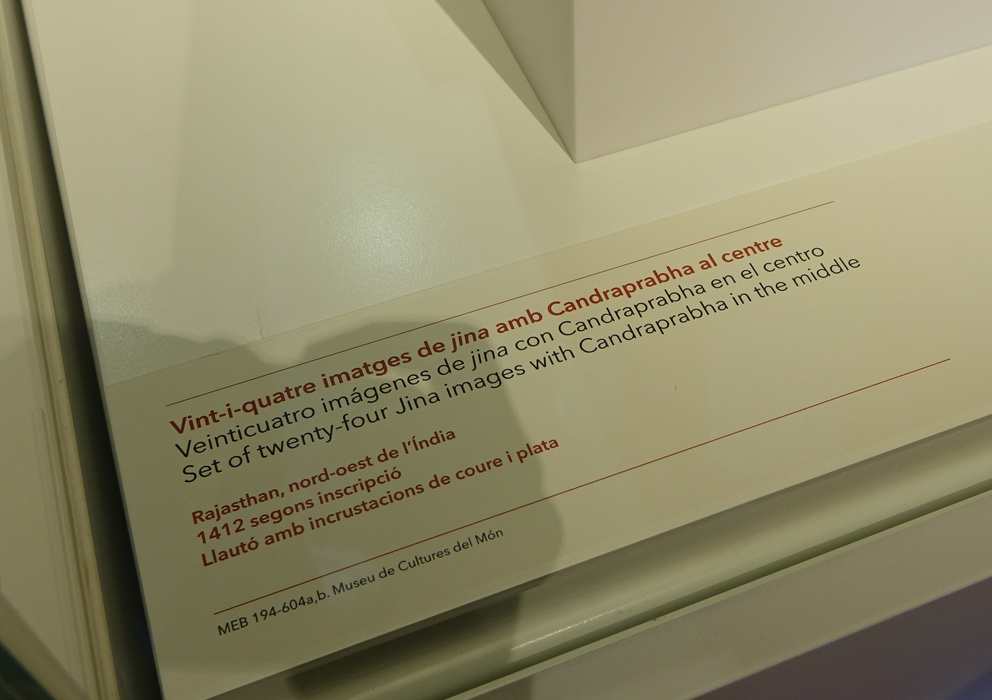 Vint-i-quatre imatges de jina amb Candraprabha al centre
Veinticuatro imágenes de jina con Candraprabha en el centro
Set of twenty-four Jina images with Candraprabha in the middle
Rajasthan, nord-oest de l'Índia
1412 segons inscripció
Llautó amb incrustacions de coure i plata
MEB 194-604a,b. Museu de Cultures del Món